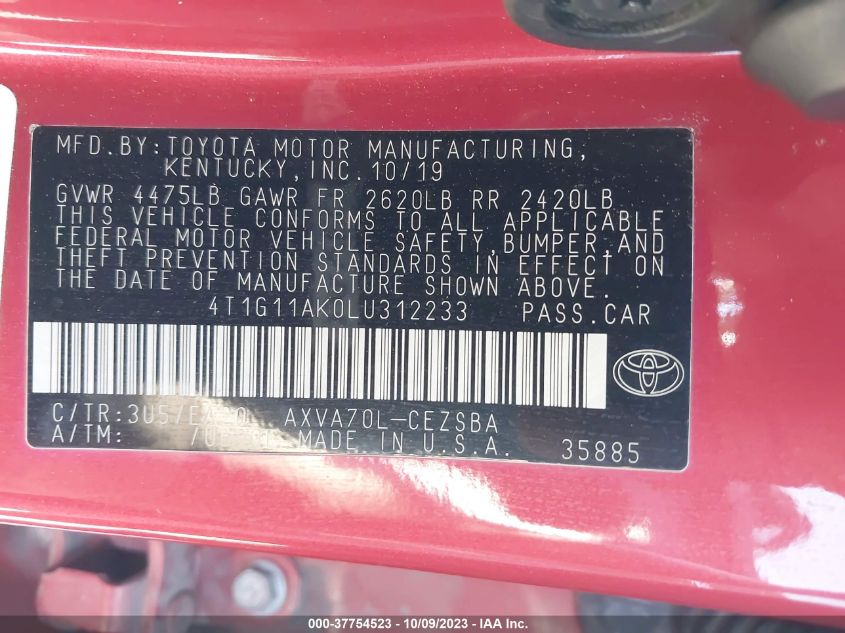 MFD.BY:TOYOTA MOTOR MANUFACTURING,
KENTUCKY,INC.10/19
GVWR 4475LB GAWR FR 2620LB RR 2420LB
THIS VEHICLE CONFORMS TO ALL APPLICABLE
FEDERAL MOTOR VEHICLE SAFETY,BUMPER,AND
THEFT PREVENTION STANDARDS IN EFFECT ON
THE DATE OF MANUFACTURE SHOWN ABOVE.
4T1G11AK0LU312233 PASS.CAR
C/TR:3U5/ AXVA70L-CEZSBA
A/TM: MADE IN U.S.A. 35885
000-37754523 - 10/09/2023 - IAA Inc.